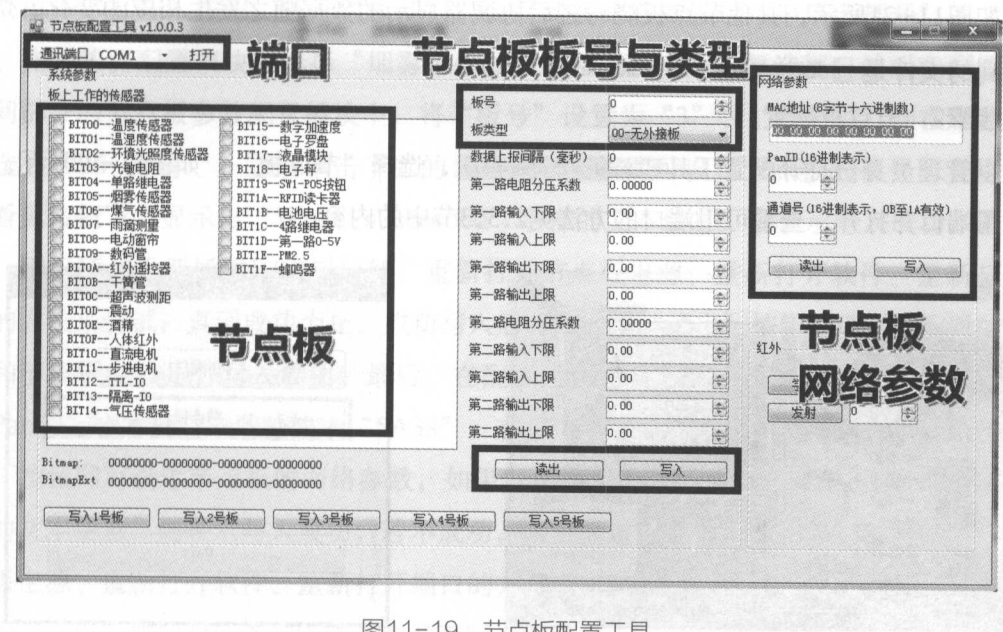 节点板配置工具 v1.0.0.3
通讯端口 COM1 打开
端口
节点板板号与类型
系统参数
板上工作的传感器
BIT00--温度传感器
BIT01--温湿度传感器
BIT02--环境光照度传感器
BIT03--光敏电阻
BIT04--单路继电器
BIT05--烟雾传感器
BIT06--煤气传感器
BIT07--雨滴测量
BIT08--电动窗帘
BIT09--数码管
BIT0A--红外遥控器
BIT0B--干簧管
BIT0C--超声波测距
BIT0D--震动
BIT0E--酒精
BIT0F--人体红外
BIT10--直流电机
BIT11--步进电机
BIT12--TTL-IO
BIT13--隔离-IO
BIT14--气压传感器
BIT15--数字加速度
BIT16--电子罗盘
BIT17--液晶模块
BIT18--电子秤
BIT19--SW1-P05按钮
BIT1A--RFID读卡器
BIT1B--电池电压
BIT1C--4路继电器
BIT1D--第一路0-5V
BIT1E--PM2.5
BIT1F--蜂鸣器
节点板
Bitmap: 00000000-00000000-00000000-00000000
BitmapExt 00000000-00000000-00000000-00000000
写入1号板 写入2号板 写入3号板 写入4号板 写入5号板
板号 0
板类型 00-无外接板
数据上报间隔（毫秒） 0
第一路电阻分压系数 0.00000
第一路输入下限 0.00
第一路输入上限 0.00
第一路输出下限 0.00
第一路输出上限 0.00
第二路电阻分压系数 0.00000
第二路输入下限 0.00
第二路输入上限 0.00
第二路输出下限 0.00
第二路输出上限 0.00
读出 写入
网络参数
MAC地址(8字节十六进制数)
00 00 00 00 00 00 00 00
PanID(16进制表示)
0
通道号(16进制表示，0B至1A有效)
0
读出 写入
节点板
网络参数
红外
发射 0
图11-19 节点板配置工具